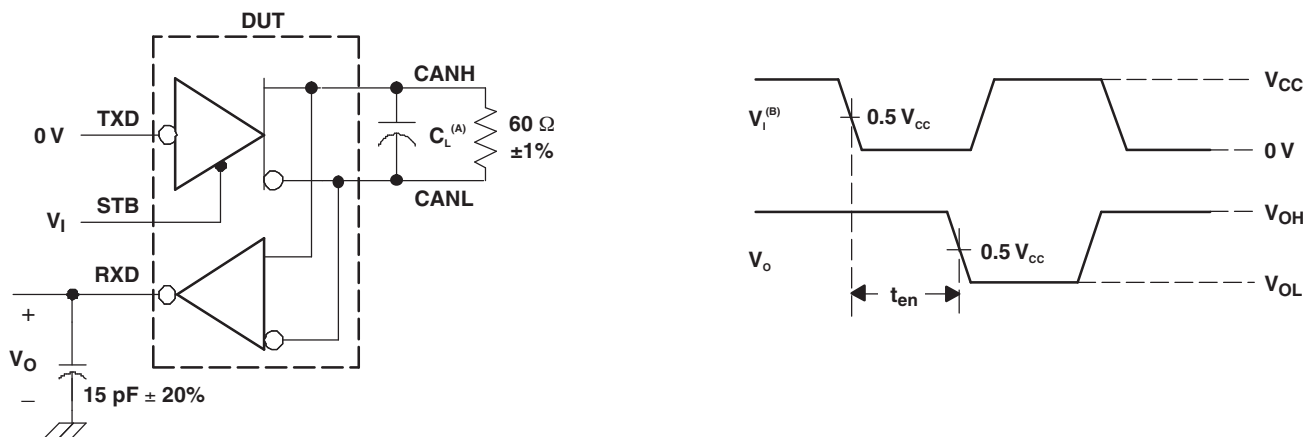 DUT
CANH
TXD
0 V
C_L^(A)
60 Ω
±1%
STB
CANL
V_I
RXD
+
V_O
–
15 pF ± 20%
V_CC
V_I^(B)
0.5 V_CC
0 V
V_OH
V_O
0.5 V_CC
t_en
V_OL